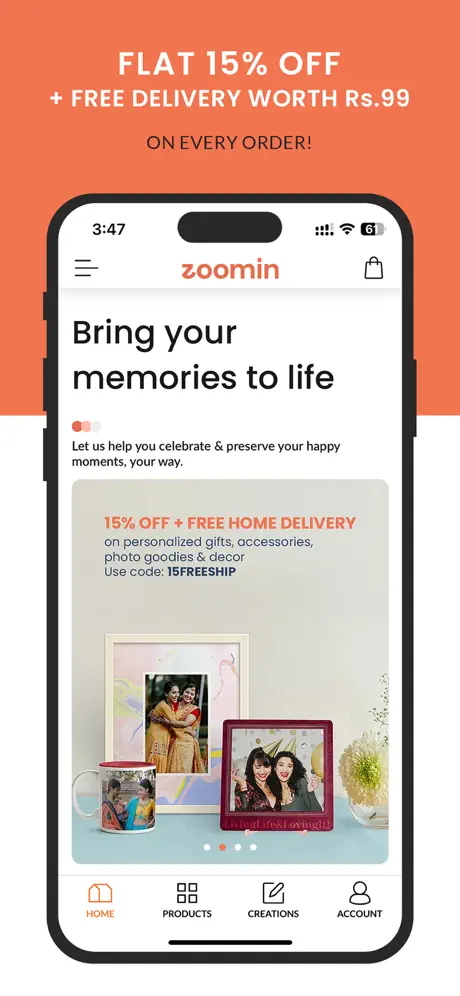 FLAT 15% OFF
+ FREE DELIVERY WORTH Rs.99
ON EVERY ORDER!
3:47
61
zoomin
Bring your
memories to life
Let us help you celebrate & preserve your happy
moments, your way.
15% OFF + FREE HOME DELIVERY
on personalized gifts, accessories,
photo goodies & decor
Use code: 15FREESHIP
LivingLife&LovingIt!
HOME
PRODUCTS
CREATIONS
ACCOUNT